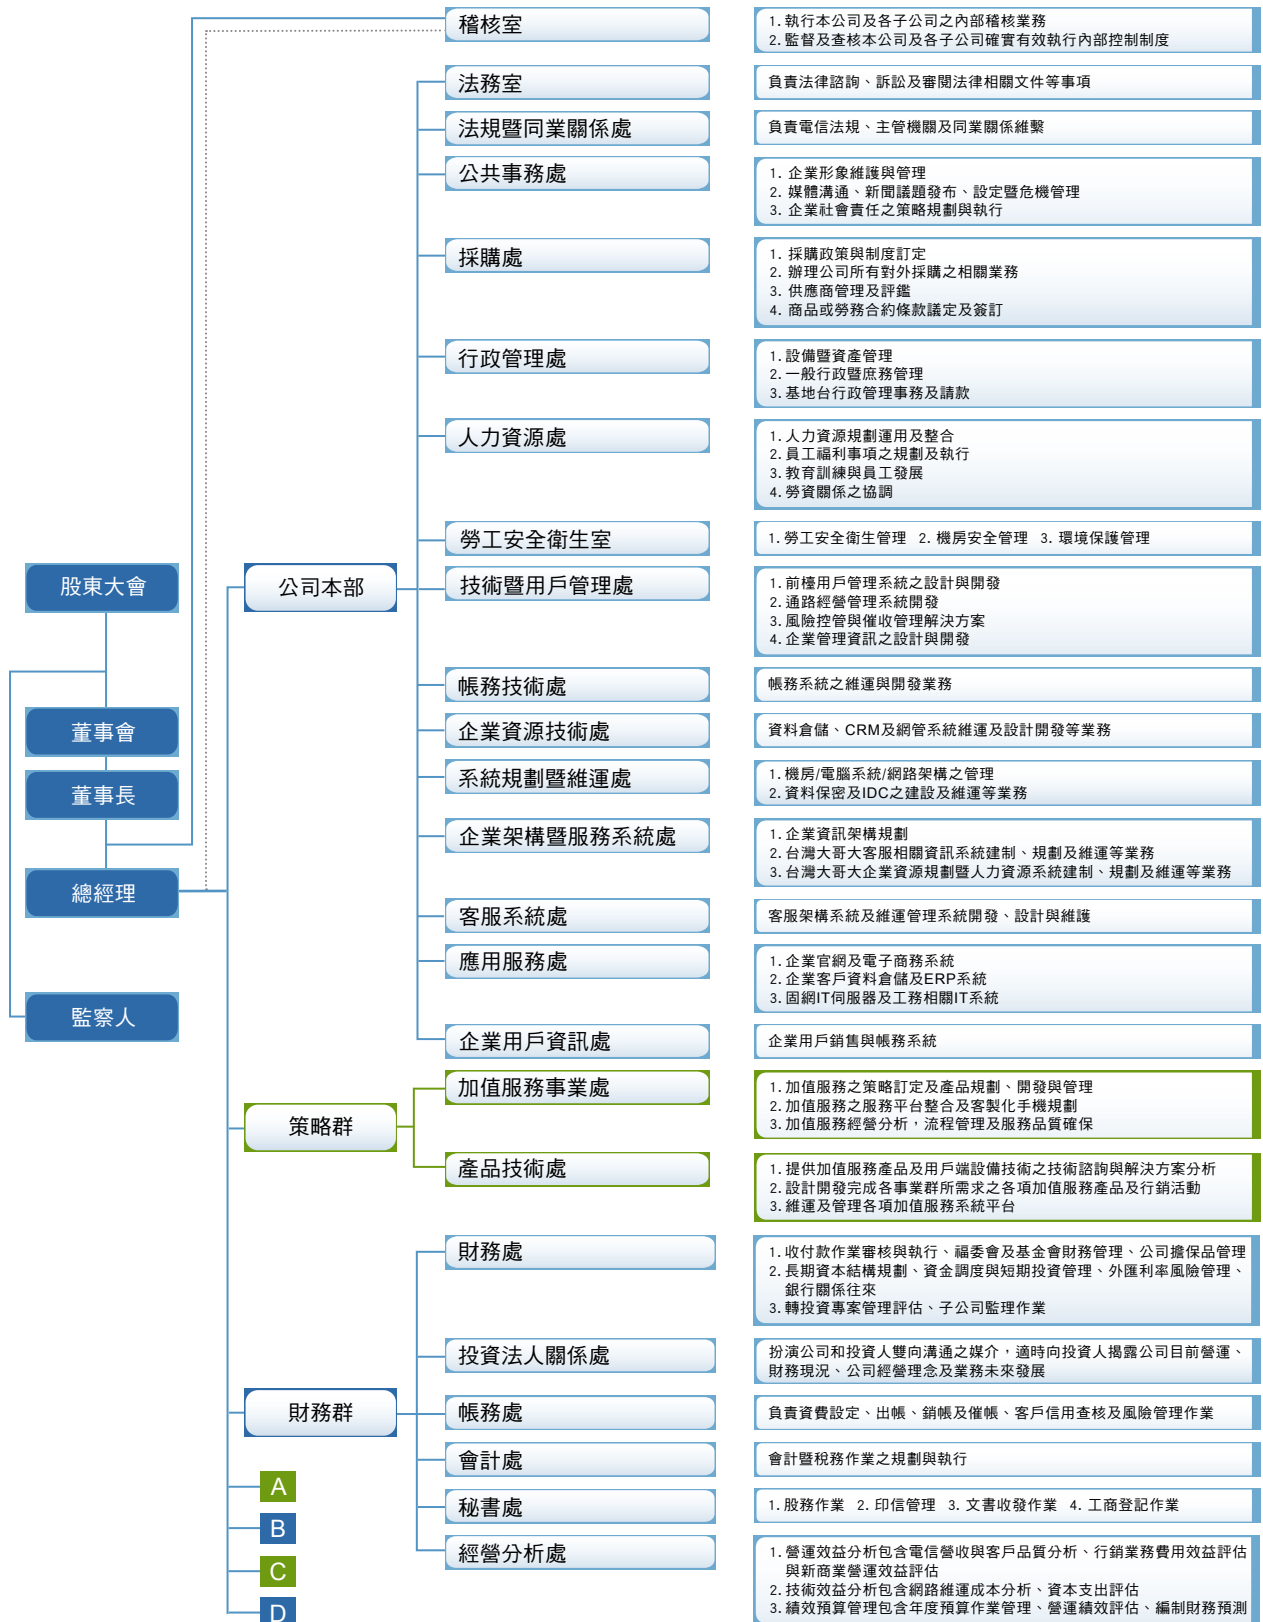 稽核室
1. 執行本公司及各子公司之內部稽核業務
2. 監督及查核本公司及各子公司確實有效執行內部控制制度
法務室
負責法律諮詢、訴訟及審閱法律相關文件等事項
法規暨同業關係處
負責電信法規、主管機關及同業關係維繫
公共事務處
1. 企業形象維護與管理
2. 媒體溝通、新聞議題發布、設定暨危機管理
3. 企業社會責任之策略規劃與執行
採購處
1. 採購政策與制度訂定
2. 辦理公司所有對外採購之相關業務
3. 供應商管理及評鑑
4. 商品或勞務合約條款議定及簽訂
行政管理處
1. 設備暨資產管理
2. 一般行政暨庶務管理
3. 基地台行政管理事務及請款
人力資源處
1. 人力資源規劃運用及整合
2. 員工福利事項之規劃及執行
3. 教育訓練與員工發展
4. 勞資關係之協調
勞工安全衛生室
1. 勞工安全衛生管理 2. 機房安全管理 3. 環境保護管理
股東大會
公司本部
技術暨用戶管理處
1. 前檯用戶管理系統之設計與開發
2. 通路經營管理系統開發
3. 風險控管與催收管理解決方案
4. 企業管理資訊之設計與開發
帳務技術處
帳務系統之維運與開發業務
董事會
企業資源技術處
資料倉儲、CRM及網管系統維運及設計開發等業務
董事長
系統規劃暨維運處
1. 機房/電腦系統/網路架構之管理
2. 資料保密及IDC之建設及維運等業務
企業架構暨服務系統處
1. 企業資訊架構規劃
2. 台灣大哥大客服相關資訊系統建制、規劃及維運等業務
3. 台灣大哥大企業資源規劃暨人力資源系統建制、規劃及維運等業務
總經理
客服系統處
客服架構系統及維運管理系統開發、設計與維護
應用服務處
1. 企業官網及電子商務系統
2. 企業客戶資料倉儲及ERP系統
3. 固網IT伺服器及工務相關IT系統
監察人
企業用戶資訊處
企業用戶銷售與帳務系統
加值服務事業處
1. 加值服務之策略訂定及產品規劃、開發與管理
2. 加值服務之服務平台整合及客製化手機規劃
3. 加值服務經營分析，流程管理及服務品質確保
策略群
產品技術處
1. 提供加值服務產品及用戶端設備技術之技術諮詢與解決方案分析
2. 設計開發完成各事業群所需求之各項加值服務產品及行銷活動
3. 維運及管理各項加值服務系統平台
財務處
1. 收付款作業審核與執行、福委會及基金會財務管理、公司擔保品管理
2. 長期資本結構規劃、資金調度與短期投資管理、外匯利率風險管理、
銀行關係往來
3. 轉投資專案管理評估、子公司監理作業
投資法人關係處
扮演公司和投資人雙向溝通之媒介，適時向投資人揭露公司目前營運、
財務現況、公司經營理念及業務未來發展
財務群
帳務處
負責資費設定、出帳、銷帳及催帳、客戶信用查核及風險管理作業
會計處
會計暨稅務作業之規劃與執行
A
秘書處
1. 股務作業 2. 印信管理 3. 文書收發作業 4. 工商登記作業
B
經營分析處
1. 營運效益分析包含電信營收與客戶品質分析、行銷業務費用效益評估
與新商業營運效益評估
2. 技術效益分析包含網路維運成本分析、資本支出評估
3. 績效預算管理包含年度預算作業管理、營運績效評估、編制財務預測
C
D